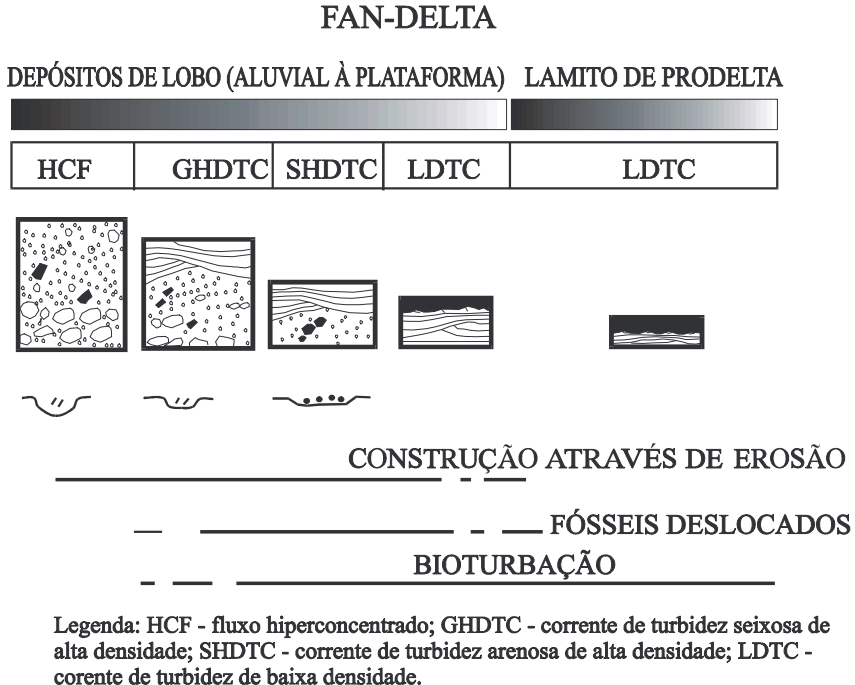 FAN-DELTA
DEPÓSITOS DE LOBO (ALUVIAL À PLATAFORMA) LAMITO DE PRODELTA
HCF GHDTC SHDTC LDTC LDTC
CONSTRUÇÃO ATRAVÉS DE EROSÃO
FÓSSEIS DESLOCADOS
BIOTURBAÇÃO
Legenda: HCF - fluxo hiperconcentrado; GHDTC - corrente de turbidez seixosa de
alta densidade; SHDTC - corrente de turbidez arenosa de alta densidade; LDTC -
corente de turbidez de baixa densidade.